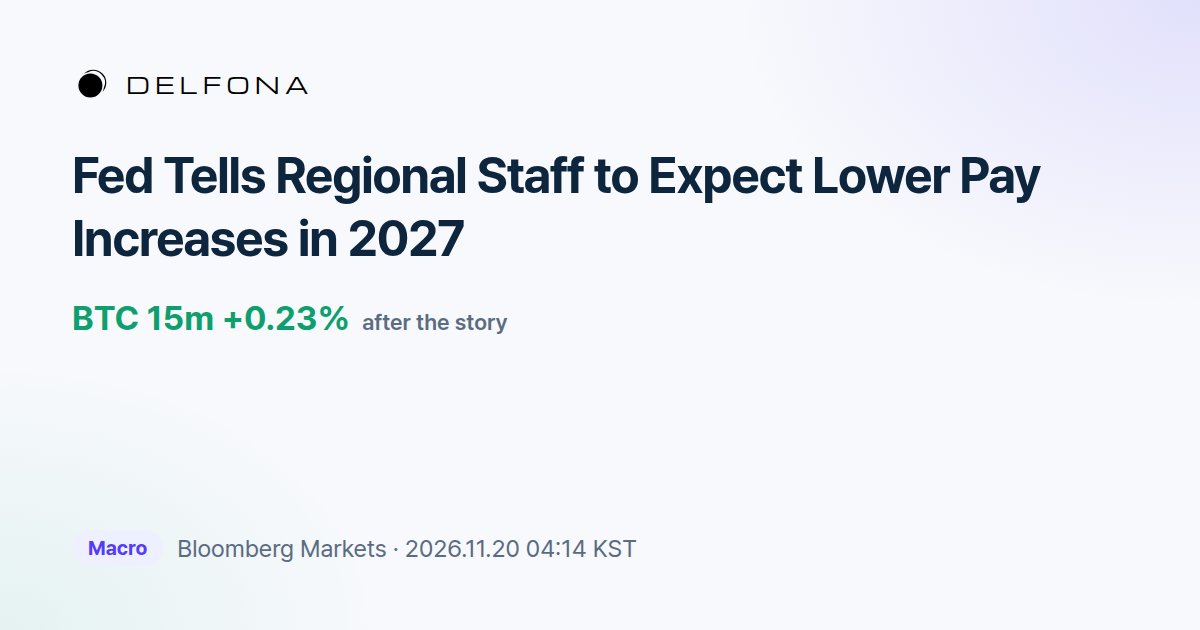 DELFONA
Fed Tells Regional Staff to Expect Lower Pay
Increases in 2027
BTC 15m +0.23% after the story
Macro Bloomberg Markets · 2026.11.20 04:14 KST